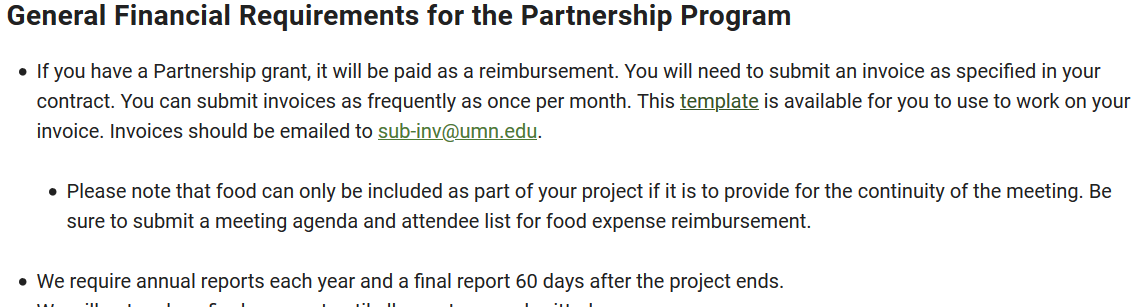 General Financial Requirements for the Partnership Program
• If you have a Partnership grant, it will be paid as a reimbursement. You will need to submit an invoice as specified in your
contract. You can submit invoices as frequently as once per month. This template is available for you to use to work on your
invoice. Invoices should be emailed to sub-inv@umn.edu.
• Please note that food can only be included as part of your project if it is to provide for the continuity of the meeting. Be
sure to submit a meeting agenda and attendee list for food expense reimbursement.
• We require annual reports each year and a final report 60 days after the project ends.